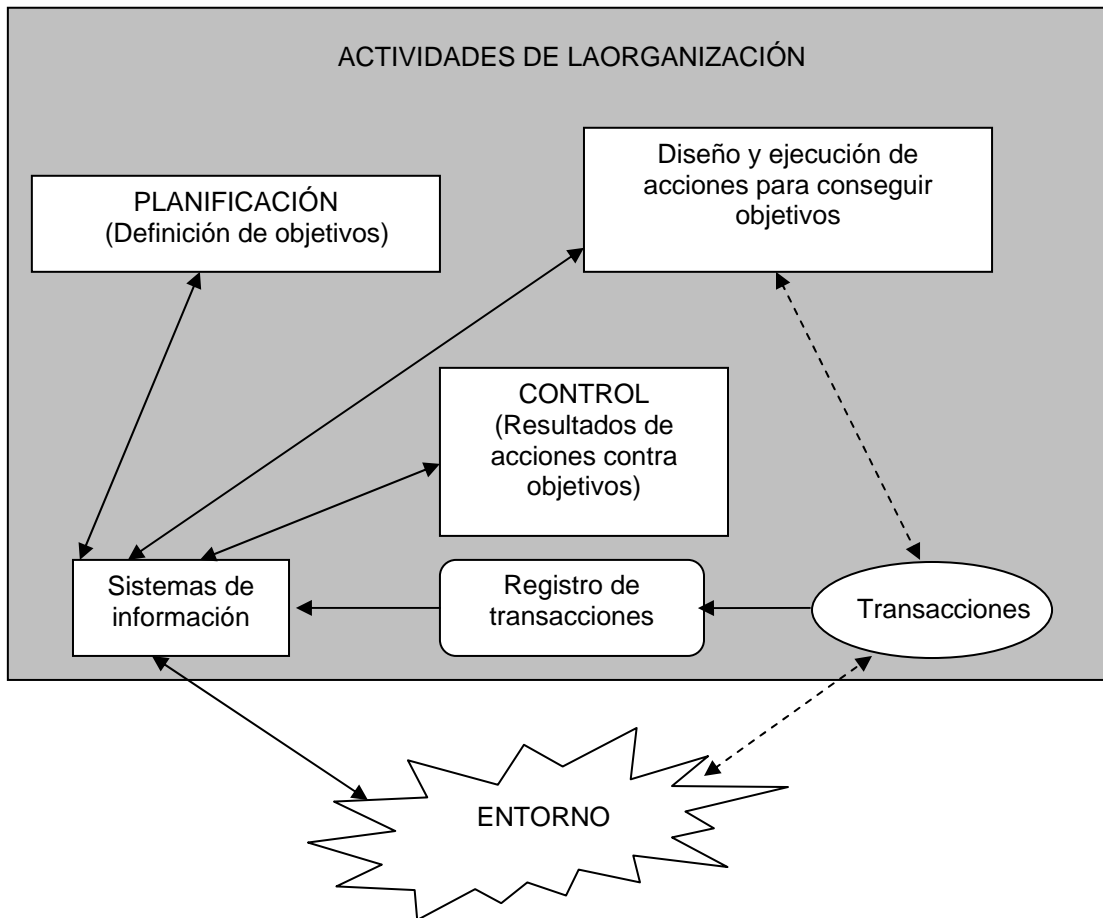 ACTIVIDADES DE LAORGANIZACIÓN
Diseño y ejecución de
acciones para conseguir
objetivos
PLANIFICACIÓN
(Definición de objetivos)
CONTROL
(Resultados de
acciones contra
objetivos)
Sistemas de
información
Registro de
transacciones
Transacciones
ENTORNO